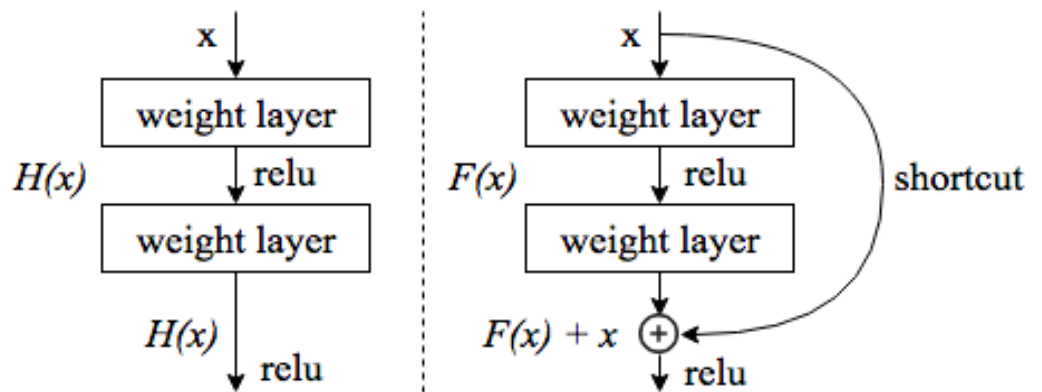 x
weight layer
H(x)
relu
weight layer
H(x)
relu
x
weight layer
F(x)
relu
shortcut
weight layer
F(x) + x
+
relu